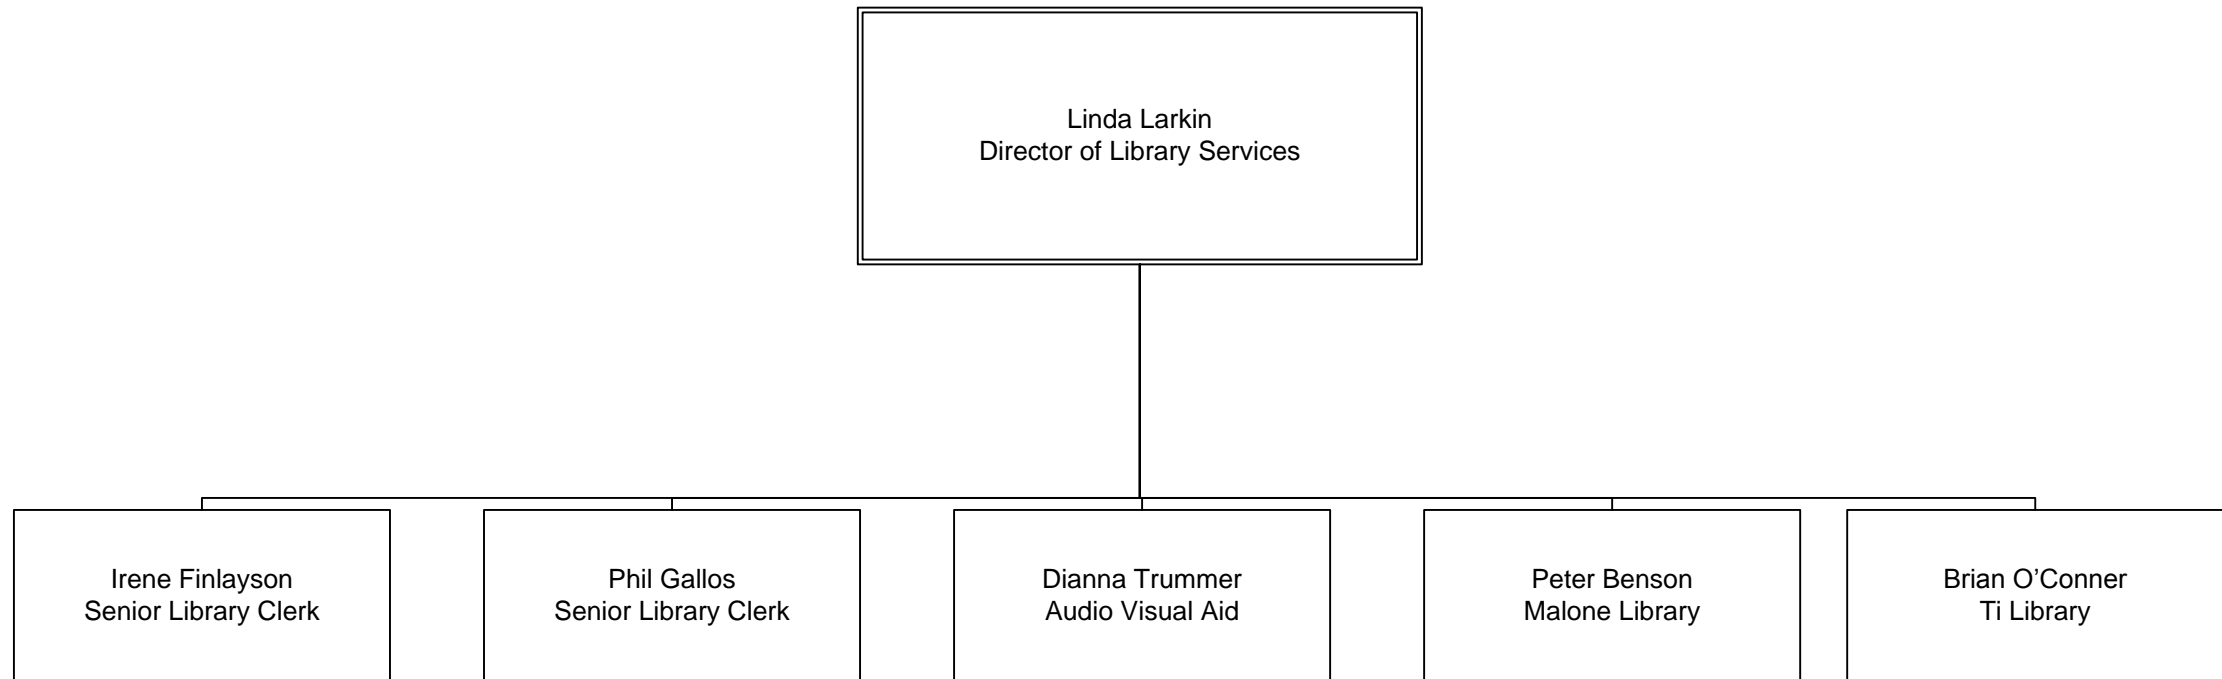 Linda Larkin
Director of Library Services
Irene Finlayson
Senior Library Clerk
Phil Gallos
Senior Library Clerk
Dianna Trummer
Audio Visual Aid
Peter Benson
Malone Library
Brian O’Conner
Ti Library